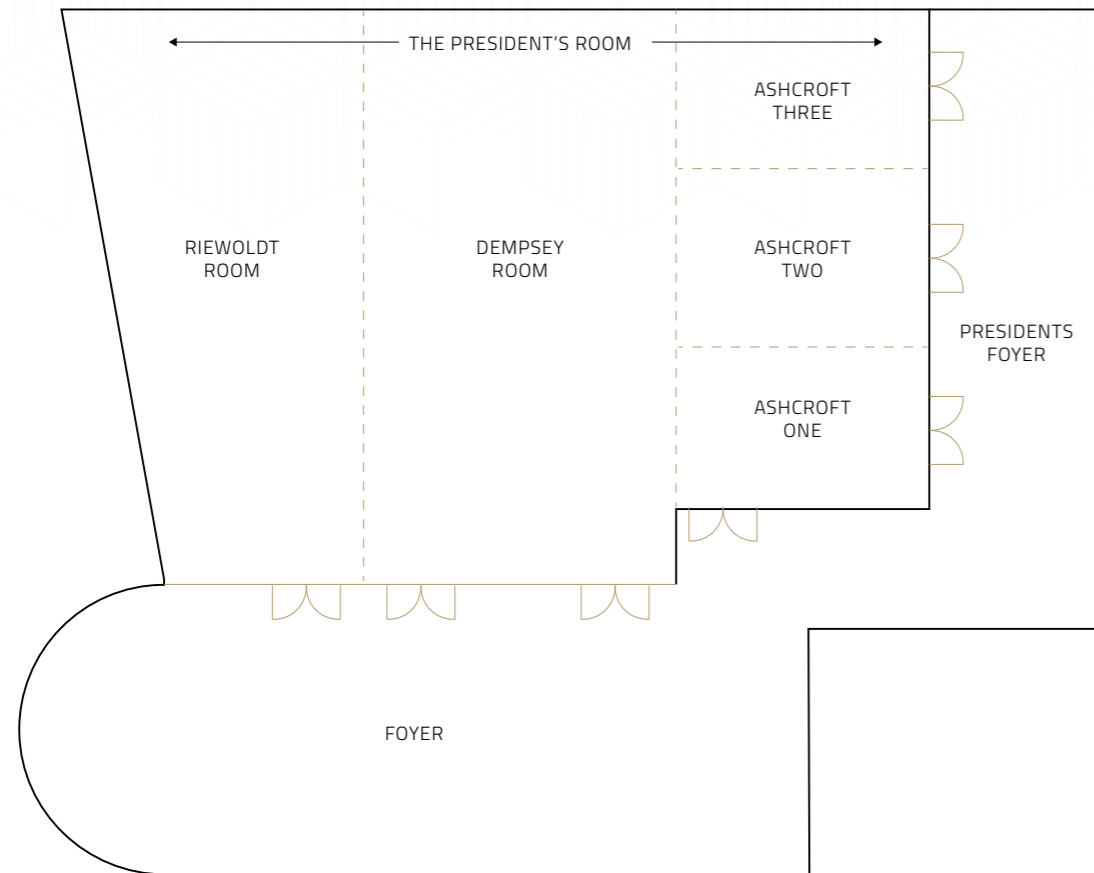 THE PRESIDENT'S ROOM
ASHCROFT
THREE
RIEWOLDT
ROOM
DEMPSEY
ROOM
ASHCROFT
TWO
PRESIDENTS
FOYER
ASHCROFT
ONE
FOYER